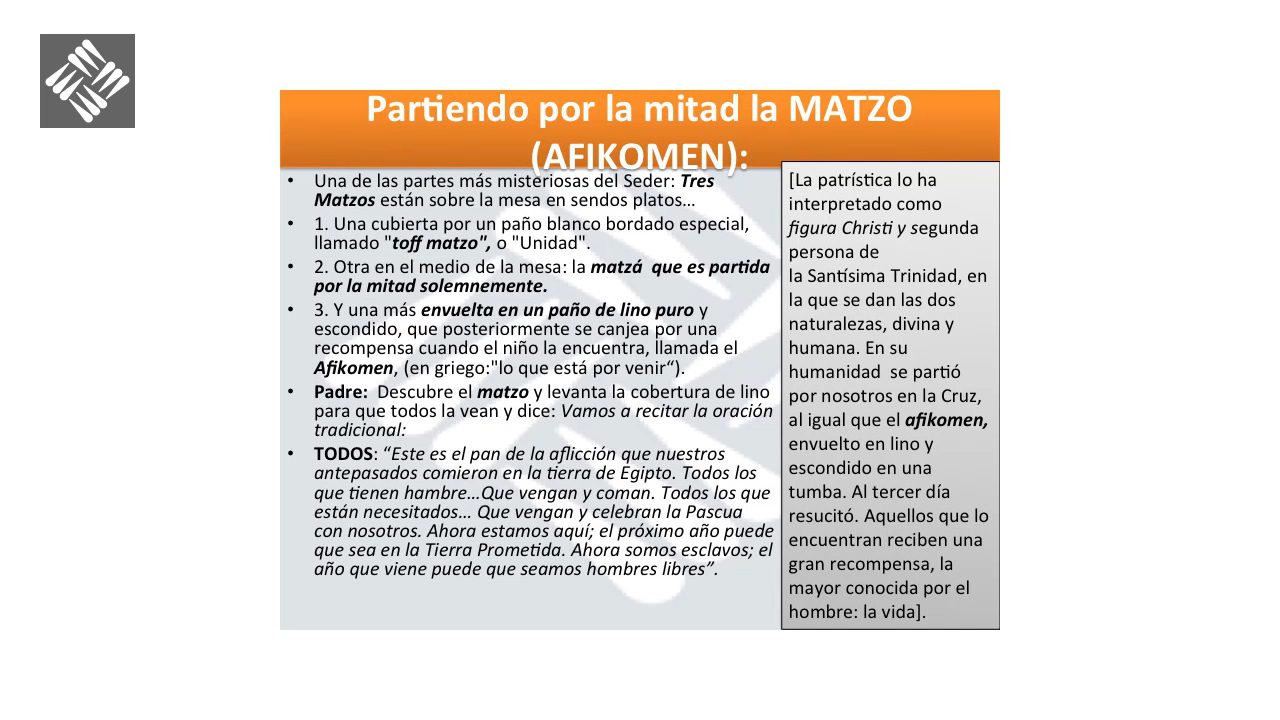 Partiendo por la mitad la MATZO
(AFIKOMEN):
• Una de las partes más misteriosas del Seder: Tres
Matzos están sobre la mesa en sendos platos…
• 1. Una cubierta por un paño blanco bordado especial,
llamado "toff matzo", o "Unidad".
• 2. Otra en el medio de la mesa: la matzá  que es partida
por la mitad solemnemente.
• 3. Y una más envuelta en un paño de lino puro y
escondido, que posteriormente se canjea por una
recompensa cuando el niño la encuentra, llamada el
Afikomen, (en griego:"lo que está por venir“).
• Padre:  Descubre el matzo y levanta la cobertura de lino
para que todos la vean y dice: Vamos a recitar la oración
tradicional:
• TODOS: “Este es el pan de la aflicción que nuestros
antepasados comieron en la tierra de Egipto. Todos los
que tienen hambre…Que vengan y coman. Todos los que
están necesitados… Que vengan y celebran la Pascua
con nosotros. Ahora estamos aquí; el próximo año puede
que sea en la Tierra Prometida. Ahora somos esclavos; el
año que viene puede que seamos hombres libres”.
[La patrística lo ha
interpretado como
figura Christi y segunda
persona de
la Santísima Trinidad, en
la que se dan las dos
naturalezas, divina y
humana. En su
humanidad  se partió
por nosotros en la Cruz,
al igual que el afikomen,
envuelto en lino y
escondido en una
tumba. Al tercer día
resucitó. Aquellos que lo
encuentran reciben una
gran recompensa, la
mayor conocida por el
hombre: la vida].